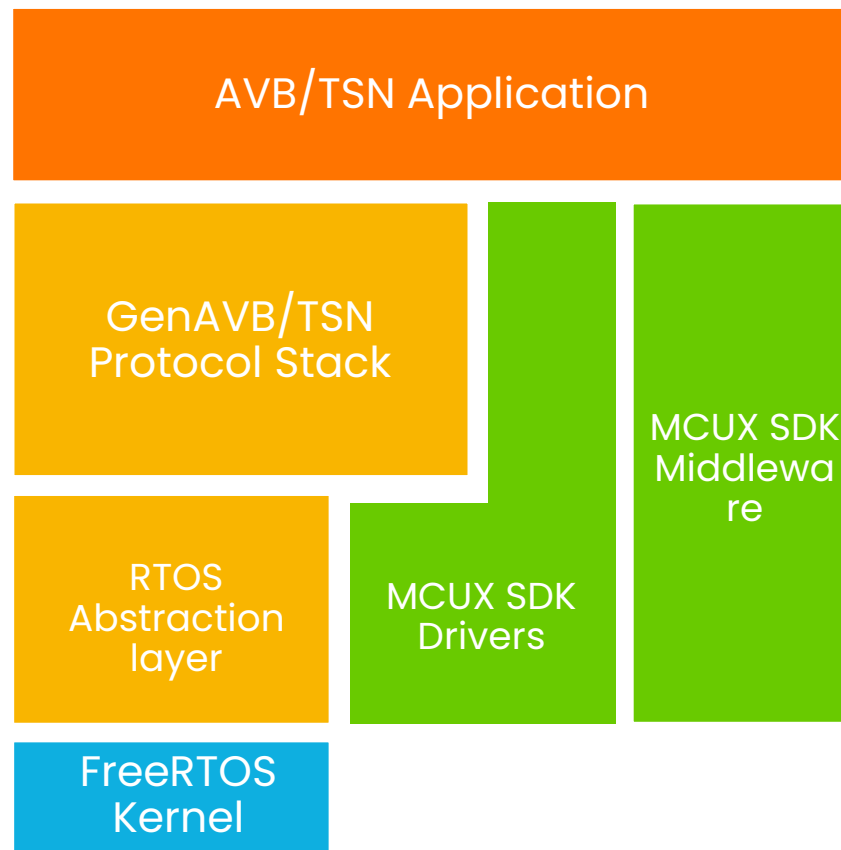 AVB/TSN Application
GenAVB/TSN
Protocol Stack
MCUX SDK
Middlewa
re
RTOS
Abstraction
layer
MCUX SDK
Drivers
FreeRTOS
Kernel